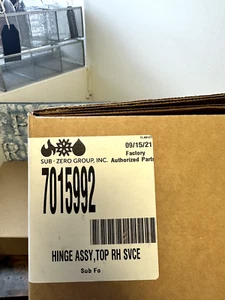 09/15/21
Factory
SUB-ZERO GROUP, INC. Authorized Parts
7015992
HINGE ASSY,TOP RH SVCE
Sub Fo